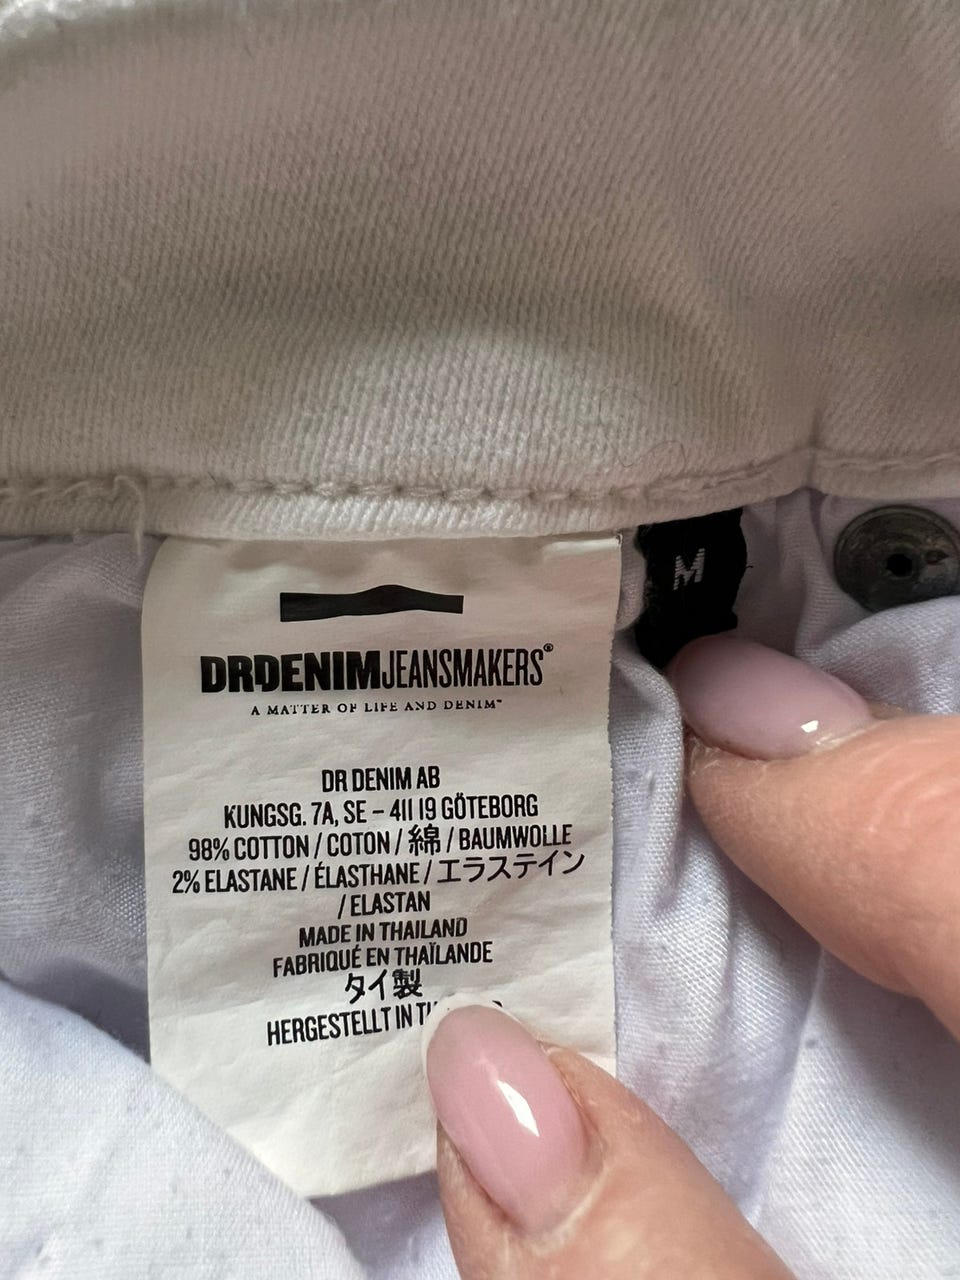 DRDENIMJEANSMAKERS®
A MATTER OF LIFE AND DENIM™
DR DENIM AB
KUNGSG. 7A, SE – 411 19 GÖTEBORG
98% COTTON / COTON / 綿 / BAUMWOLLE
2% ELASTANE / ÉLASTHANE / エラステイン
/ ELASTAN
MADE IN THAILAND
FABRIQUÉ EN THAÏLANDE
タイ製
HERGESTELLT IN
M